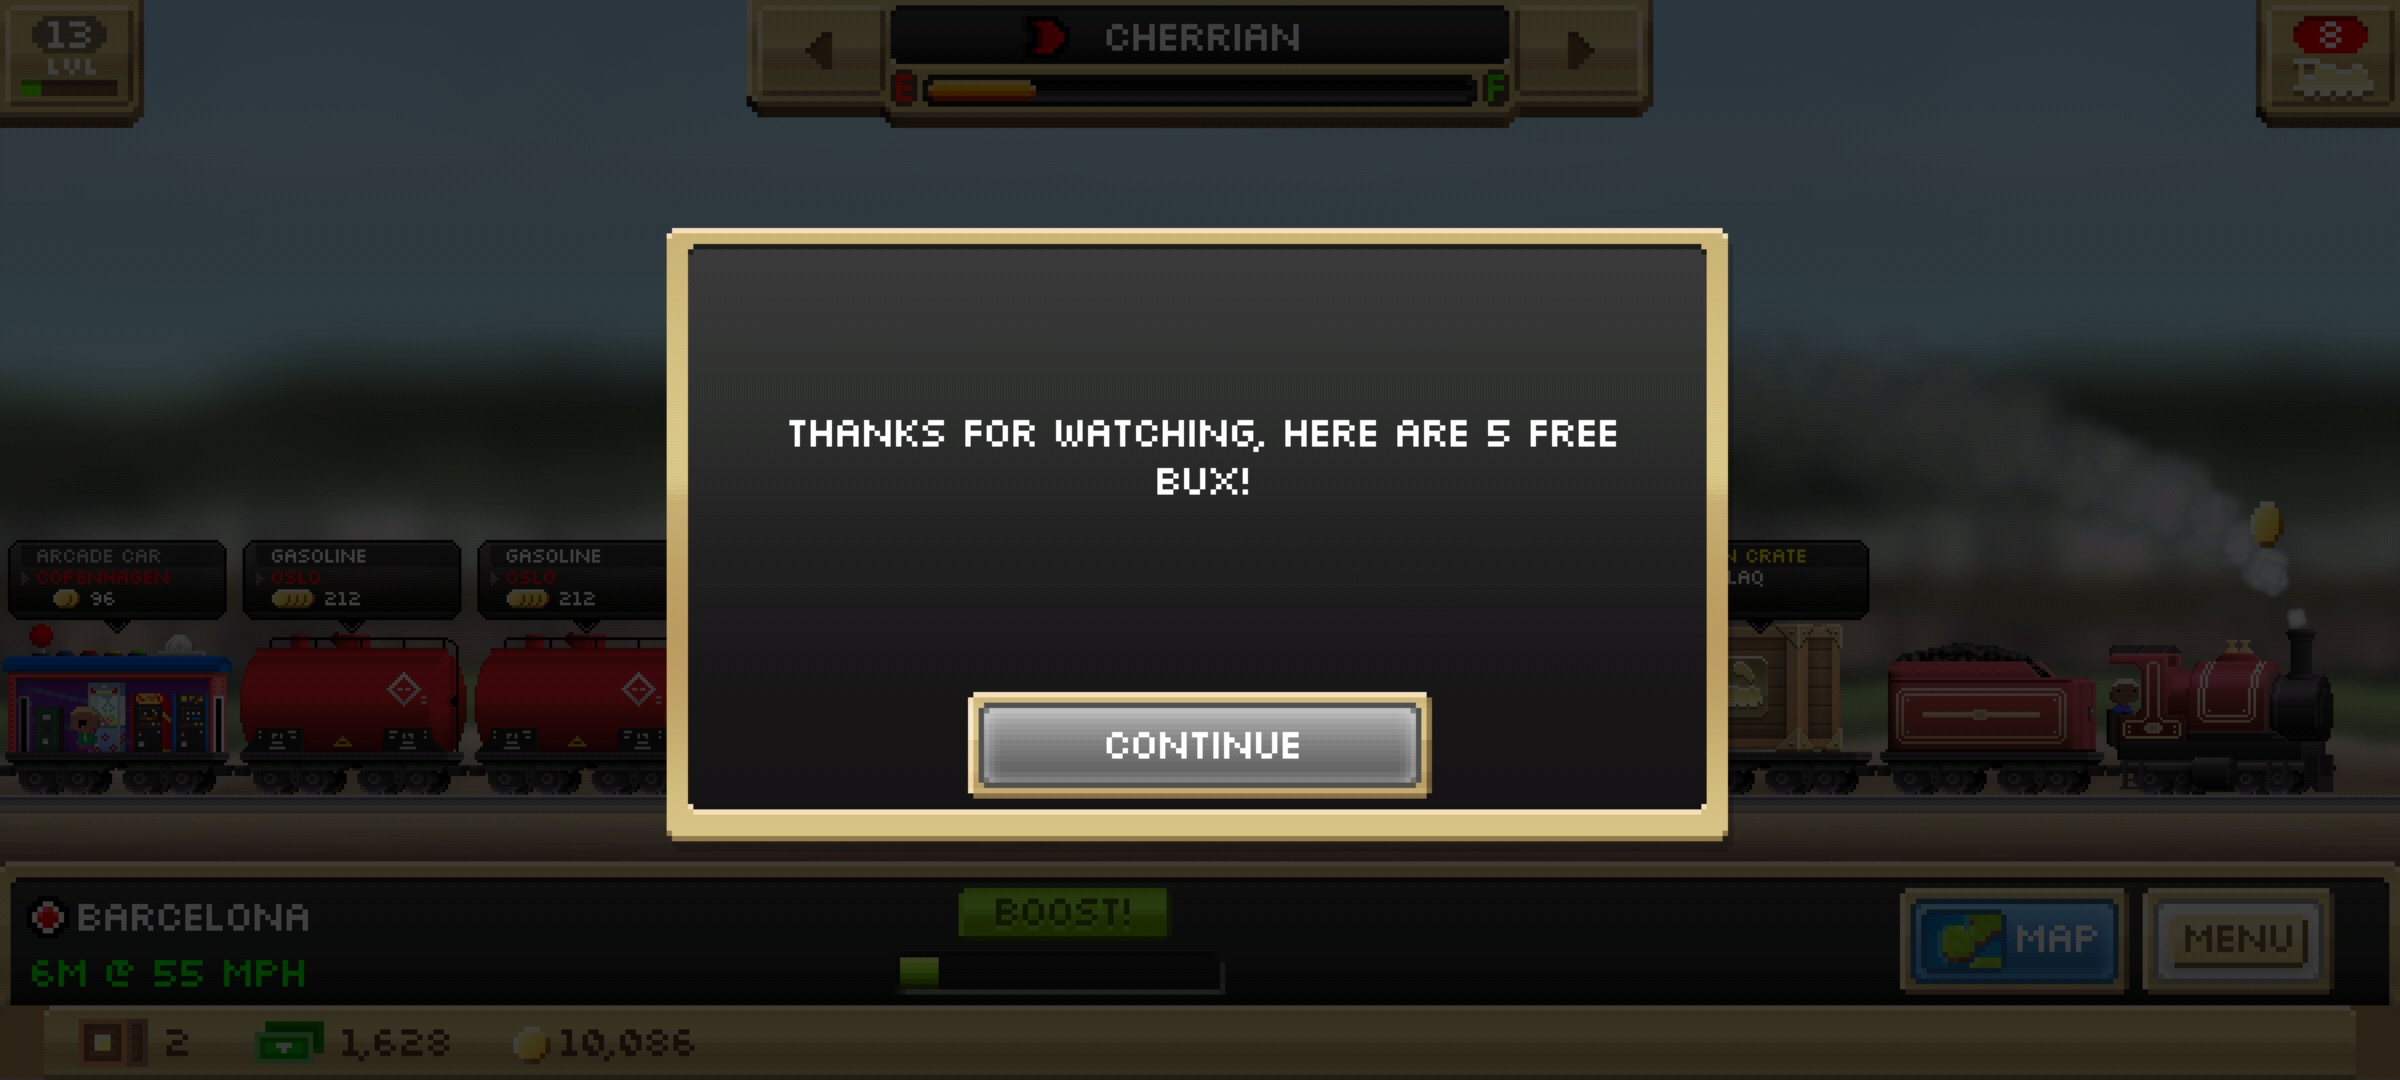 13
LVL
CHERRIAN
E
F
8
THANKS FOR WATCHING, HERE ARE 5 FREE
BUX!
CONTINUE
ARCADE CAR
COPENHAGEN
96
GASOLINE
OSLO
212
GASOLINE
OSLO
212
CRATE
BARCELONA
6M @ 55 MPH
BOOST!
MAP
MENU
2
1,628
10,086